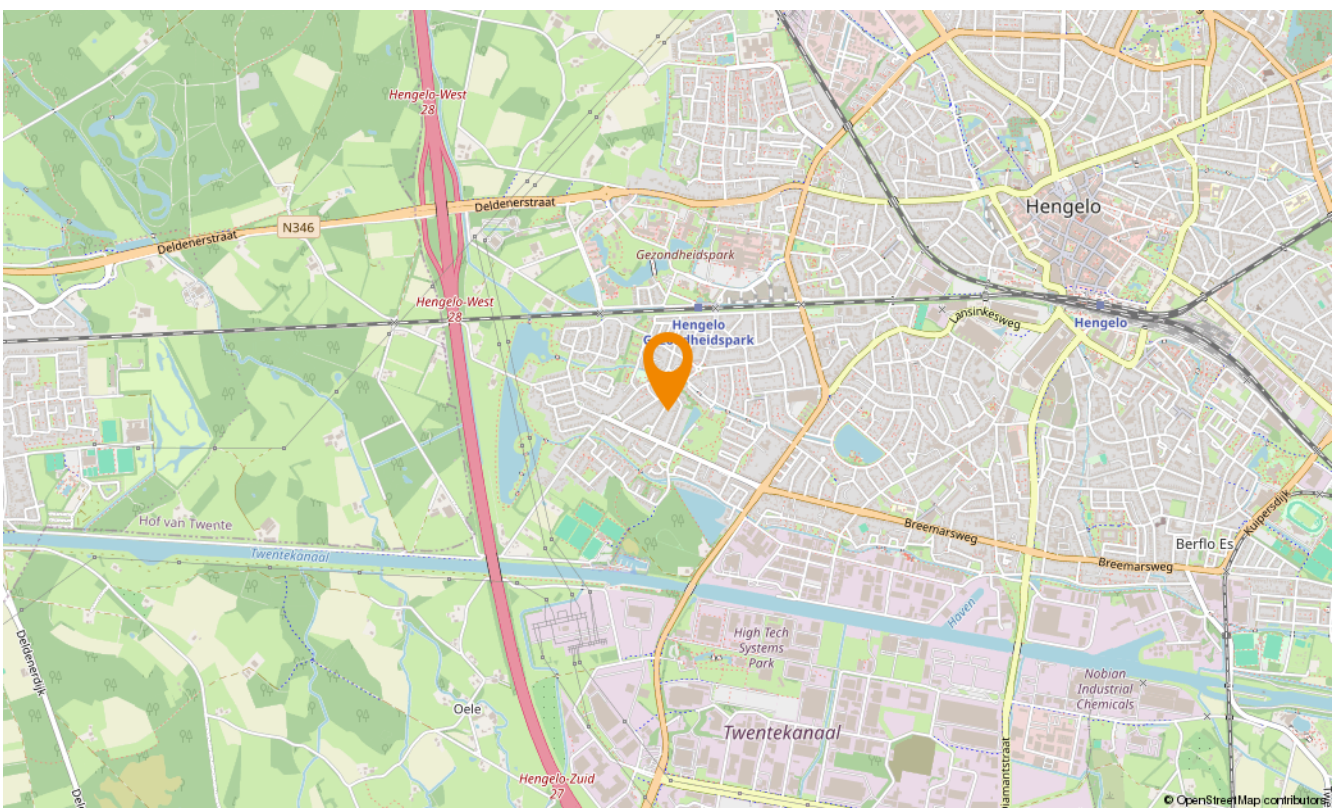 Hengelo-West
28
Hengelo
Deldenerstraat
N346
Deldenerstraat
Gezondheidspark
Hengelo-West
28
Lansinkesweg
Hengelo
Hengelo
Kuipersdijk
Hof van Twente
Breemarsweg
Berflo Es
Twentekanaal
Breemarsweg
Haven
High Tech
Systems
Park
Deldenerdijk
Nobian
Industrial
Chemicals
Oele
Twentekanaal
Hengelo-Zuid
27
© OpenStreetMap contributors